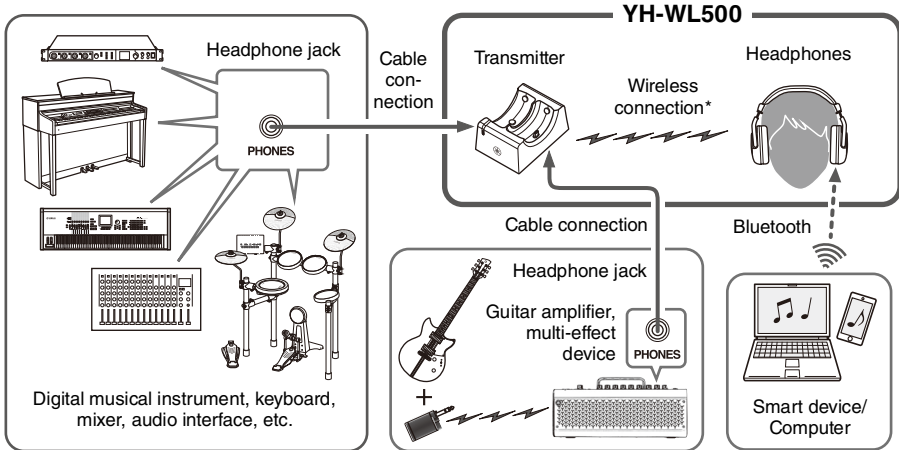 YH-WL500
Headphone jack
PHONES
Digital musical instrument, keyboard,
mixer, audio interface, etc.
Cable
con-
nection
Transmitter
Wireless
connection*
Headphones
Cable connection
Bluetooth
Headphone jack
Guitar amplifier,
multi-effect
device
PHONES
+
Smart device/
Computer